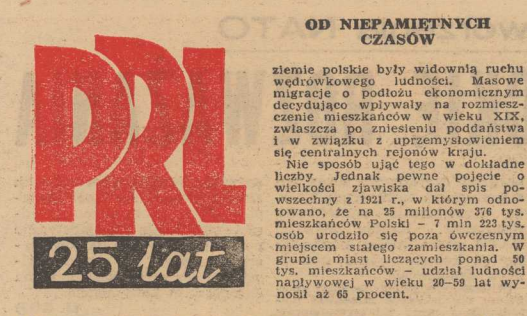 PRL
25 lat
OD NIEPAMIĘTNYCH
CZASÓW
ziemie polskie były widownią ruchu
wędrówkowego ludności. Masowe
migracje o podłożu ekonomicznym
decydująco wpływały na rozmiesz-
czenie mieszkańców w wieku XIX,
zwłaszcza po zniesieniu poddaństwa
i w związku z uprzemysłowieniem
się centralnych rejonów kraju.
Nie sposób ująć tego w dokładne
liczby. Jednak pewne pojęcie o
wielkości zjawiska dał spis po-
wszechny z 1921 r., w którym odno-
towano, że na 25 milionów 376 tys.
mieszkańców Polski – 7 mln 223 tys.
osób urodziło się poza ówczesnym
miejscem stałego zamieszkania. W
grupie miast liczących ponad 50
tys. mieszkańców – udział ludności
napływowej w wieku 20–59 lat wy-
nosił aż 65 procent.